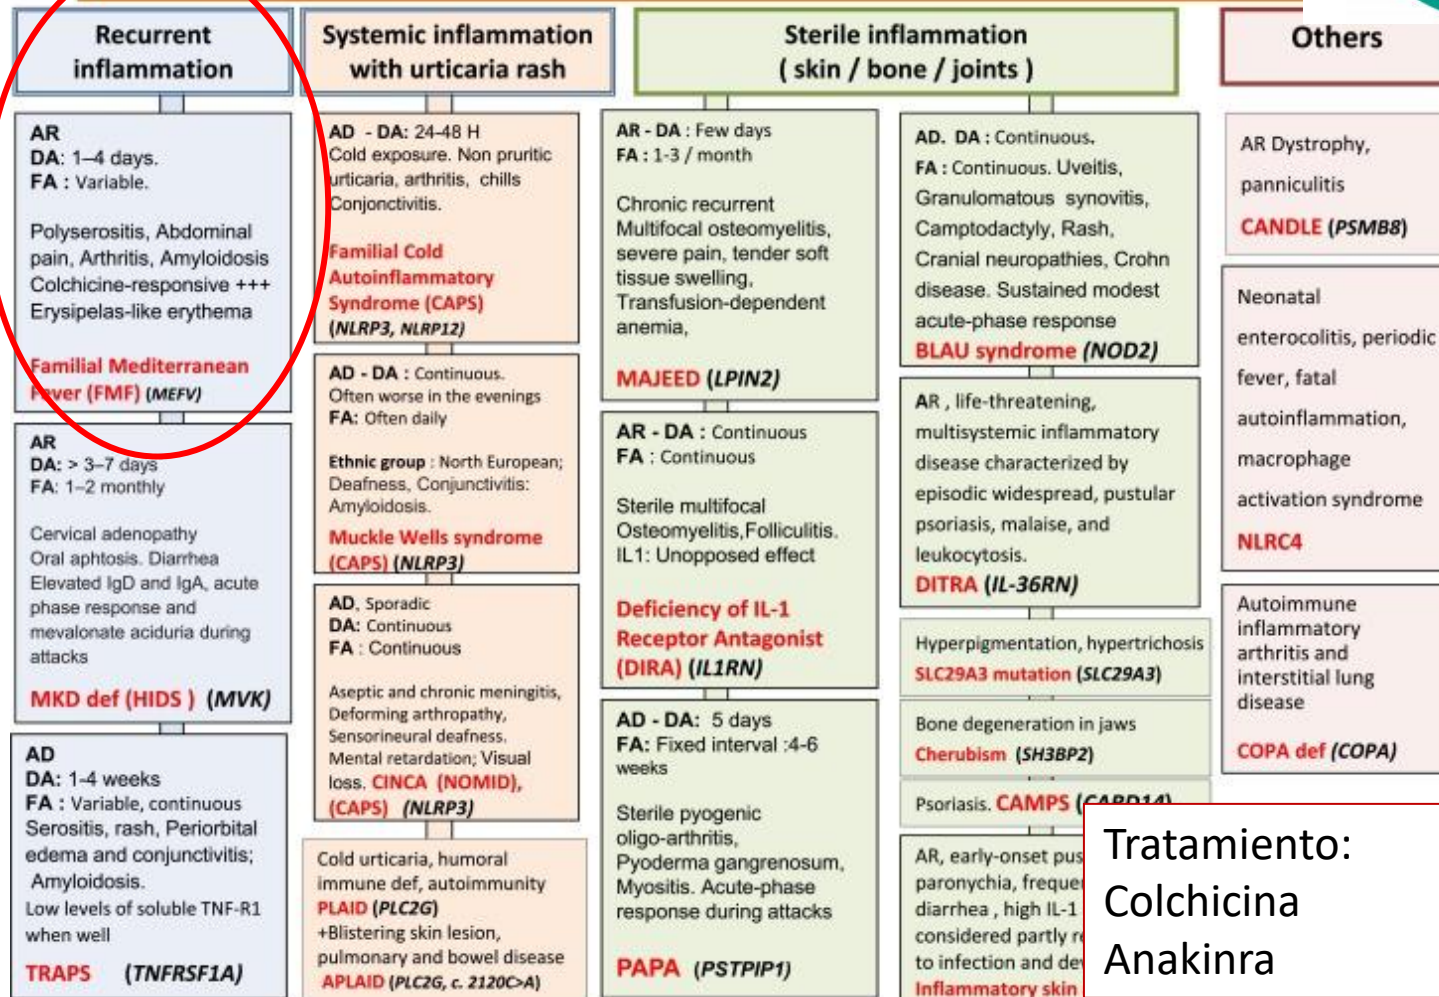 Recurrent
inflammation
AR
DA: 1–4 days.
FA : Variable.
Polyserositis, Abdominal
pain, Arthritis, Amyloidosis
Colchicine-responsive +++
Erysipelas-like erythema
Familial Mediterranean
Fever (FMF) (MEFV)
AR
DA: > 3–7 days
FA: 1–2 monthly
Cervical adenopathy
Oral aphtosis. Diarrhea
Elevated IgD and IgA, acute
phase response and
mevalonate aciduria during
attacks
MKD def (HIDS ) (MVK)
AD
DA: 1-4 weeks
FA : Variable, continuous
Serositis, rash, Periorbital
edema and conjunctivitis;
Amyloidosis.
Low levels of soluble TNF-R1
when well
TRAPS (TNFRSF1A)
Systemic inflammation
with urticaria rash
AD - DA: 24-48 H
Cold exposure. Non pruritic
urticaria, arthritis, chills
Conjonctivitis.
Familial Cold
Autoinflammatory
Syndrome (CAPS)
(NLRP3, NLRP12)
AD - DA : Continuous.
Often worse in the evenings
FA: Often daily
Ethnic group : North European;
Deafness, Conjunctivitis:
Amyloidosis.
Muckle Wells syndrome
(CAPS) (NLRP3)
AD, Sporadic
DA: Continuous
FA : Continuous
Aseptic and chronic meningitis,
Deforming arthropathy,
Sensorineural deafness.
Mental retardation; Visual
loss. CINCA (NOMID),
(CAPS) (NLRP3)
Cold urticaria, humoral
immune def, autoimmunity
PLAID (PLC2G)
+Blistering skin lesion,
pulmonary and bowel disease
APLAID (PLC2G, c. 2120C>A)
Sterile inflammation
( skin / bone / joints )
AR - DA : Few days
FA : 1-3 / month
Chronic recurrent
Multifocal osteomyelitis,
severe pain, tender soft
tissue swelling,
Transfusion-dependent
anemia,
MAJEED (LPIN2)
AR - DA : Continuous
FA : Continuous
Sterile multifocal
Osteomyelitis,Folliculitis.
IL1: Unopposed effect
Deficiency of IL-1
Receptor Antagonist
(DIRA) (IL1RN)
AD - DA: 5 days
FA: Fixed interval :4-6
weeks
Sterile pyogenic
oligo-arthritis,
Pyoderma gangrenosum,
Myositis. Acute-phase
response during attacks
PAPA (PSTPIP1)
AD. DA : Continuous.
FA : Continuous. Uveitis,
Granulomatous synovitis,
Camptodactyly, Rash,
Cranial neuropathies, Crohn
disease. Sustained modest
acute-phase response
BLAU syndrome (NOD2)
AR , life-threatening,
multisystemic inflammatory
disease characterized by
episodic widespread, pustular
psoriasis, malaise, and
leukocytosis.
DITRA (IL-36RN)
Hyperpigmentation, hypertrichosis
SLC29A3 mutation (SLC29A3)
Bone degeneration in jaws
Cherubism (SH3BP2)
Psoriasis. CAMPS (CARD14)
AR, early-onset
paronychia,
diarrhea , high IL-1
considered partly
to infection and
Inflammatory skin
Others
AR Dystrophy,
panniculitis
CANDLE (PSMB8)
Neonatal
enterocolitis, periodic
fever, fatal
autoinflammation,
macrophage
activation syndrome
NLRC4
Autoimmune
inflammatory
arthritis and
interstitial lung
disease
COPA def (COPA)
Tratamiento:
Colchicina
Anakinra